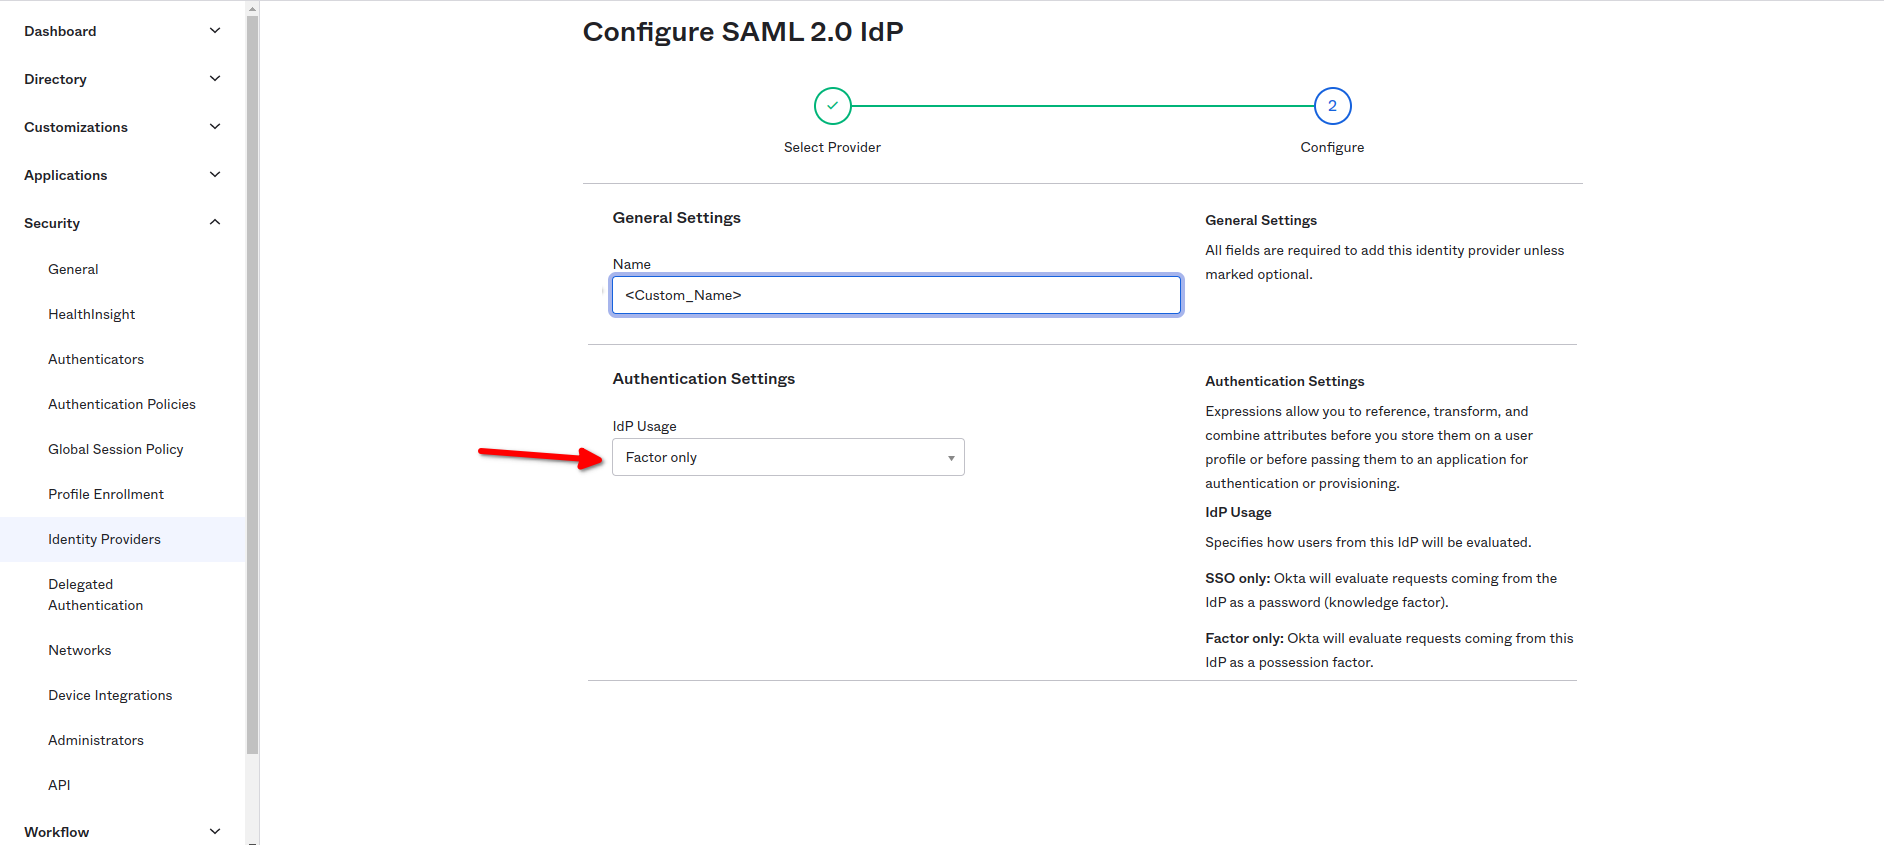 Dashboard
Directory
Customizations
Applications
Security
General
HealthInsight
Authenticators
Authentication Policies
Global Session Policy
Profile Enrollment
Identity Providers
Delegated
Authentication
Networks
Device Integrations
Administrators
API
Workflow
Configure SAML 2.0 IdP
2
Select Provider
Configure
General Settings
Name
<Custom_Name>
General Settings
All fields are required to add this identity provider unless
marked optional.
Authentication Settings
IdP Usage
Factor only
Authentication Settings
Expressions allow you to reference, transform, and
combine attributes before you store them on a user
profile or before passing them to an application for
authentication or provisioning.
IdP Usage
Specifies how users from this IdP will be evaluated.
SSO only: Okta will evaluate requests coming from the
IdP as a password (knowledge factor).
Factor only: Okta will evaluate requests coming from this
IdP as a possession factor.